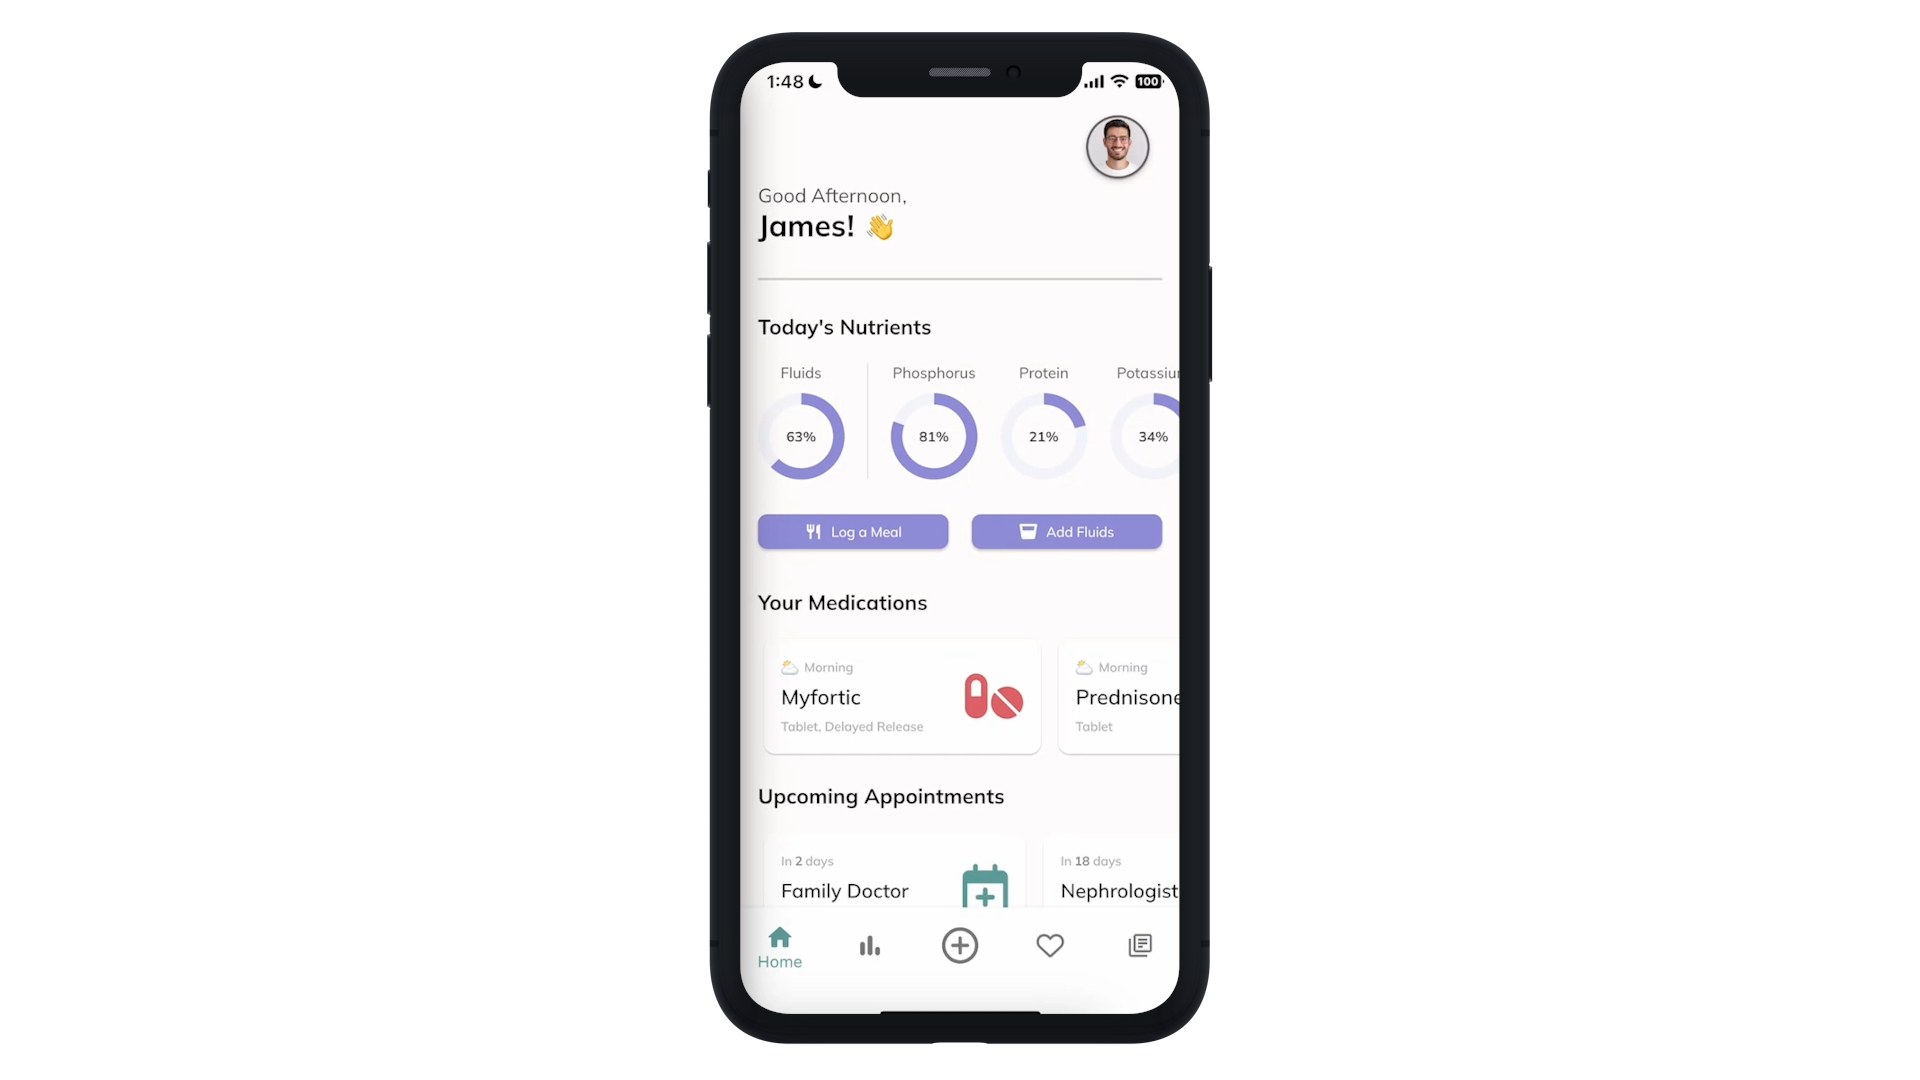 1:48
100
Good Afternoon,
James! 👋
Today's Nutrients
Fluids Phosphorus Protein Potassiu
63% 81% 21% 34%
Log a Meal Add Fluids
Your Medications
Morning Morning
Myfortic Prednisone
Tablet, Delayed Release Tablet
Upcoming Appointments
In 2 days In 18 days
Family Doctor Nephrologist
Home